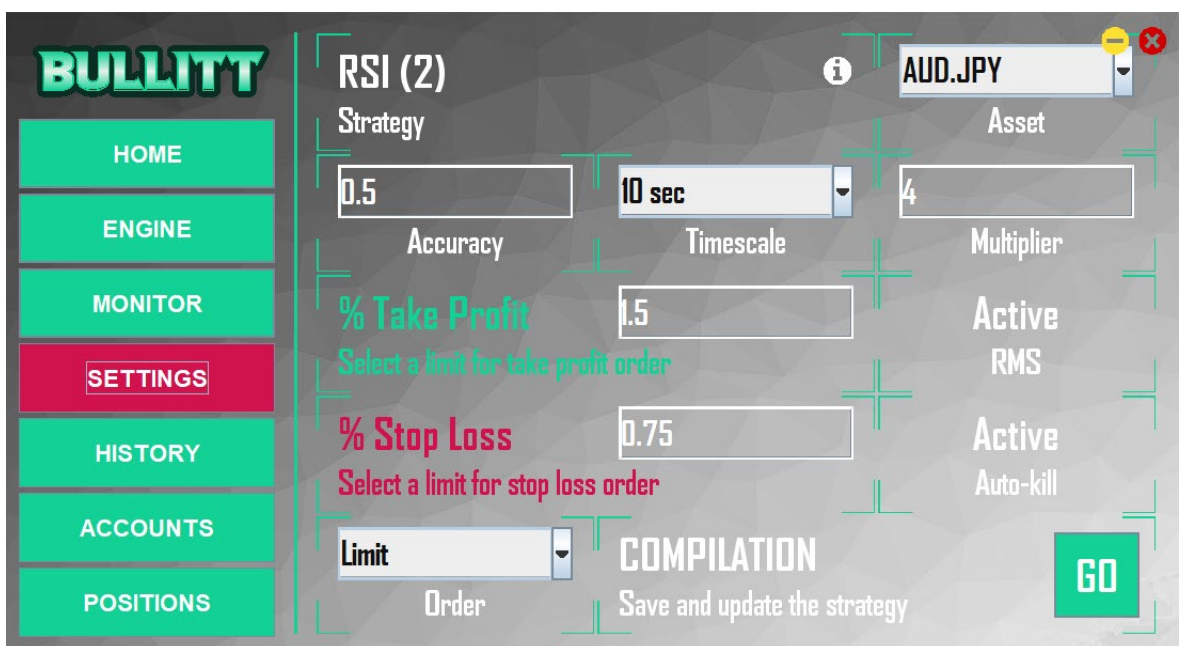 BULLITT
HOME
ENGINE
MONITOR
SETTINGS
HISTORY
ACCOUNTS
POSITIONS
RSI (2)
Strategy
AUD.JPY
Asset
0.5
Accuracy
10 sec
Timescale
4
Multiplier
% Take Profit
Select a limit for take profit order
1.5
Active
RMS
% Stop Loss
Select a limit for stop loss order
0.75
Active
Auto-kill
Limit
Order
COMPILATION
Save and update the strategy
GO